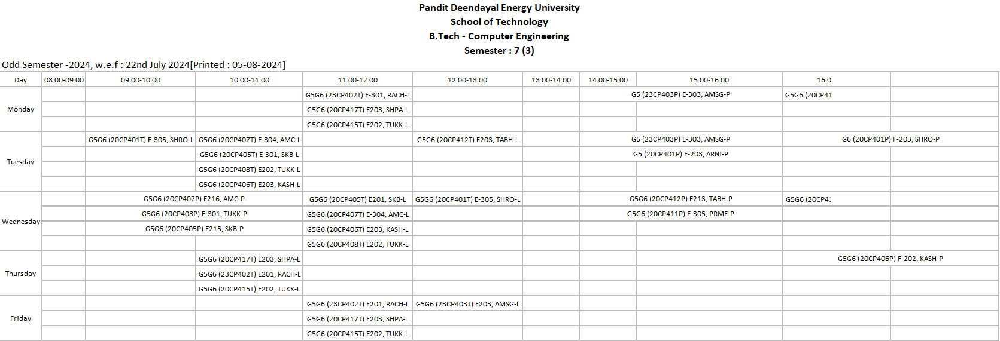 Pandit Deendayal Energy University
School of Technology
B.Tech - Computer Engineering
Semester : 7 (3)
Odd Semester -2024, w.e.f : 22nd July 2024[Printed : 05-08-2024]
Day 08:00-09:00 09:00-10:00 10:00-11:00 11:00-12:00 12:00-13:00 13:00-14:00 14:00-15:00 15:00-16:00
G5G6 (23CP402T) E-301, RACH-L G5 (23CP403P) E-303, AMSG-P G5G6
Monday G5G6 (20CP417T) E203, SHPA-L
G5G6 (20CP415T) E202, TUKK-L
G5G6 (20CP401T) E-305, SHRO-L G5G6 (20CP407T) E-304, AMC-L G5G6 (20CP412T) E203, TABH-L G6 (23CP403P) E-303, AMSG-P G6 (20CP401P) F-203, SHRO-P
Tuesday G5G6 (20CP405T) E-301, SKB-L G5 (20CP401P) F-203, ARNI-P
G5G6 (20CP408T) E202, TUKK-L
G5G6 (20CP406T) E203, KASH-L
G5G6 (20CP407P) E216, AMC-P G5G6 (20CP405T) E201, SKB-L G5G6 (20CP401T) E-305, SHRO-L G5G6 (20CP412P) E213, TABH-P G5G6
Wednesday G5G6 (20CP408P) E-301, TUKK-P G5G6 (20CP407T) E-304, AMC-L G5G6 (20CP411P) E-305, PRME-P
G5G6 (20CP405P) E215, SKB-P G5G6 (20CP406T) E203, KASH-L
G5G6 (20CP408T) E202, TUKK-L
G5G6 (20CP417T) E203, SHPA-L G5G6 (20CP406P) F-202, KASH-P
Thursday G5G6 (23CP402T) E201, RACH-L
G5G6 (20CP415T) E202, TUKK-L
G5G6 (23CP402T) E201, RACH-L G5G6 (23CP403T) E203, AMSG-L
Friday G5G6 (20CP417T) E203, SHPA-L
G5G6 (20CP415T) E202, TUKK-L